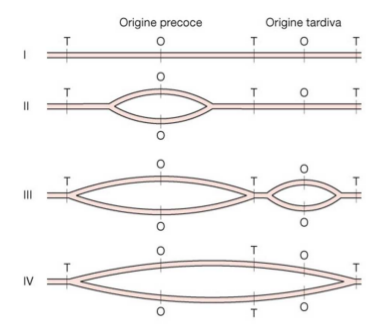 Origine precoce Origine tardiva
T O T O T
I
O
T T O T
II
O
O
T T O
T
III
O
O
O
T O
T
IV
O T O